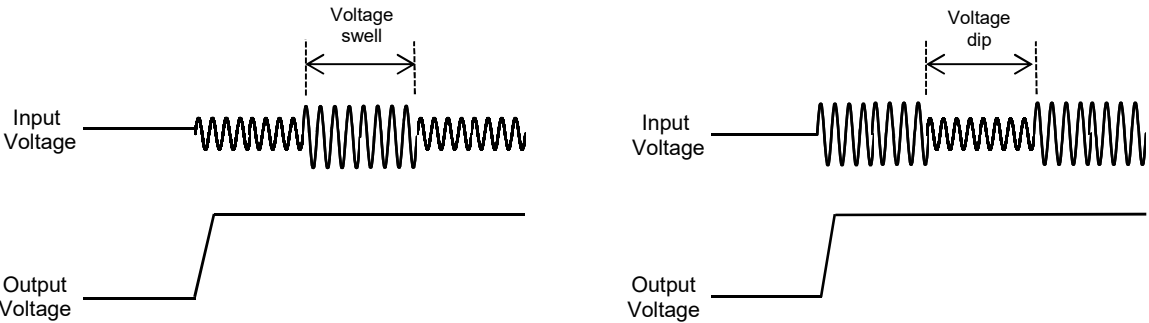 Voltage
swell
Input
Voltage
Output
Voltage
Voltage
dip
Input
Voltage
Output
Voltage